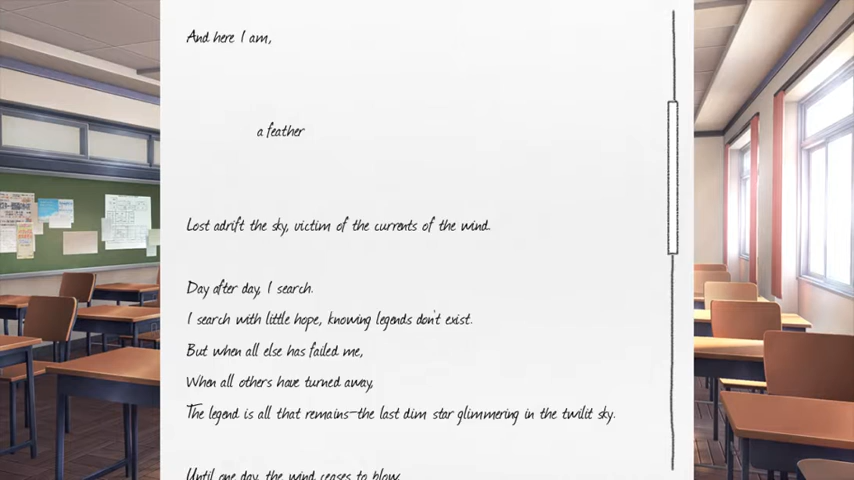 And here I am,
a feather
Lost adrift the sky, victim of the currents of the wind.
Day after day, I search.
I search with little hope, knowing legends don't exist.
But when all else has failed me,
When all others have turned away,
The legend is all that remains—the last dim star glimmering in the twilit sky.
Until one day, the wind ceases to blow.